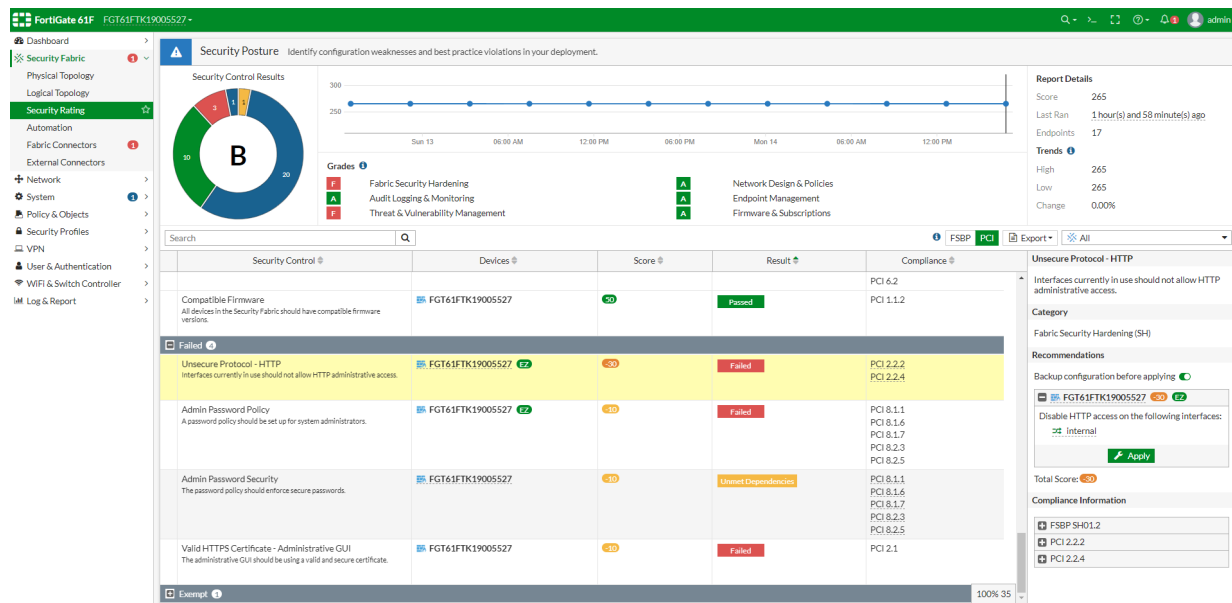 FortiGate 61F FGT61FTK19005527
admin
Dashboard
Security Fabric 1
Physical Topology
Logical Topology
Security Rating
Automation
Fabric Connectors 1
External Connectors
Network
System 1
Policy & Objects
Security Profiles
VPN
User & Authentication
WiFi & Switch Controller
Log & Report
Security Posture Identify configuration weaknesses and best practice violations in your deployment.
Security Control Results
3
1
1
10
20
B
300
250
Sun 13 06:00 AM 12:00 PM 06:00 PM Mon 14 06:00 AM 12:00 PM
Grades
F Fabric Security Hardening
A Audit Logging & Monitoring
F Threat & Vulnerability Management
A Network Design & Policies
A Endpoint Management
A Firmware & Subscriptions
Report Details
Score 265
Last Ran 1 hour(s) and 58 minute(s) ago
Endpoints 17
Trends
High 265
Low 265
Change 0.00%
Search
FSBP PCI Export All
Security Control Devices Score Result Compliance
PCI 6.2
Compatible Firmware FGT61FTK19005527 50 Passed PCI 1.1.2
All devices in the Security Fabric should have compatible firmware
versions.
Failed 4
Unsecure Protocol - HTTP FGT61FTK19005527 EZ -30 Failed PCI 2.2.2
Interfaces currently in use should not allow HTTP administrative access.
PCI 2.2.4
Admin Password Policy FGT61FTK19005527 EZ -10 Failed PCI 8.1.1
A password policy should be set up for system administrators.
PCI 8.1.6
PCI 8.1.7
PCI 8.2.3
PCI 8.2.5
Admin Password Security FGT61FTK19005527 -10 Unmet Dependencies PCI 8.1.1
The password policy should enforce secure passwords.
PCI 8.1.6
PCI 8.1.7
PCI 8.2.3
PCI 8.2.5
Valid HTTPS Certificate - Administrative GUI FGT61FTK19005527 -10 Failed PCI 2.1
The administrative GUI should be using a valid and secure certificate.
Exempt 1
100% 35
Unsecure Protocol - HTTP
Interfaces currently in use should not allow HTTP
administrative access.
Category
Fabric Security Hardening (SH)
Recommendations
Backup configuration before applying
FGT61FTK19005527 -30 EZ
Disable HTTP access on the following interfaces:
internal
Apply
Total Score: -30
Compliance Information
FSBP SH01.2
PCI 2.2.2
PCI 2.2.4